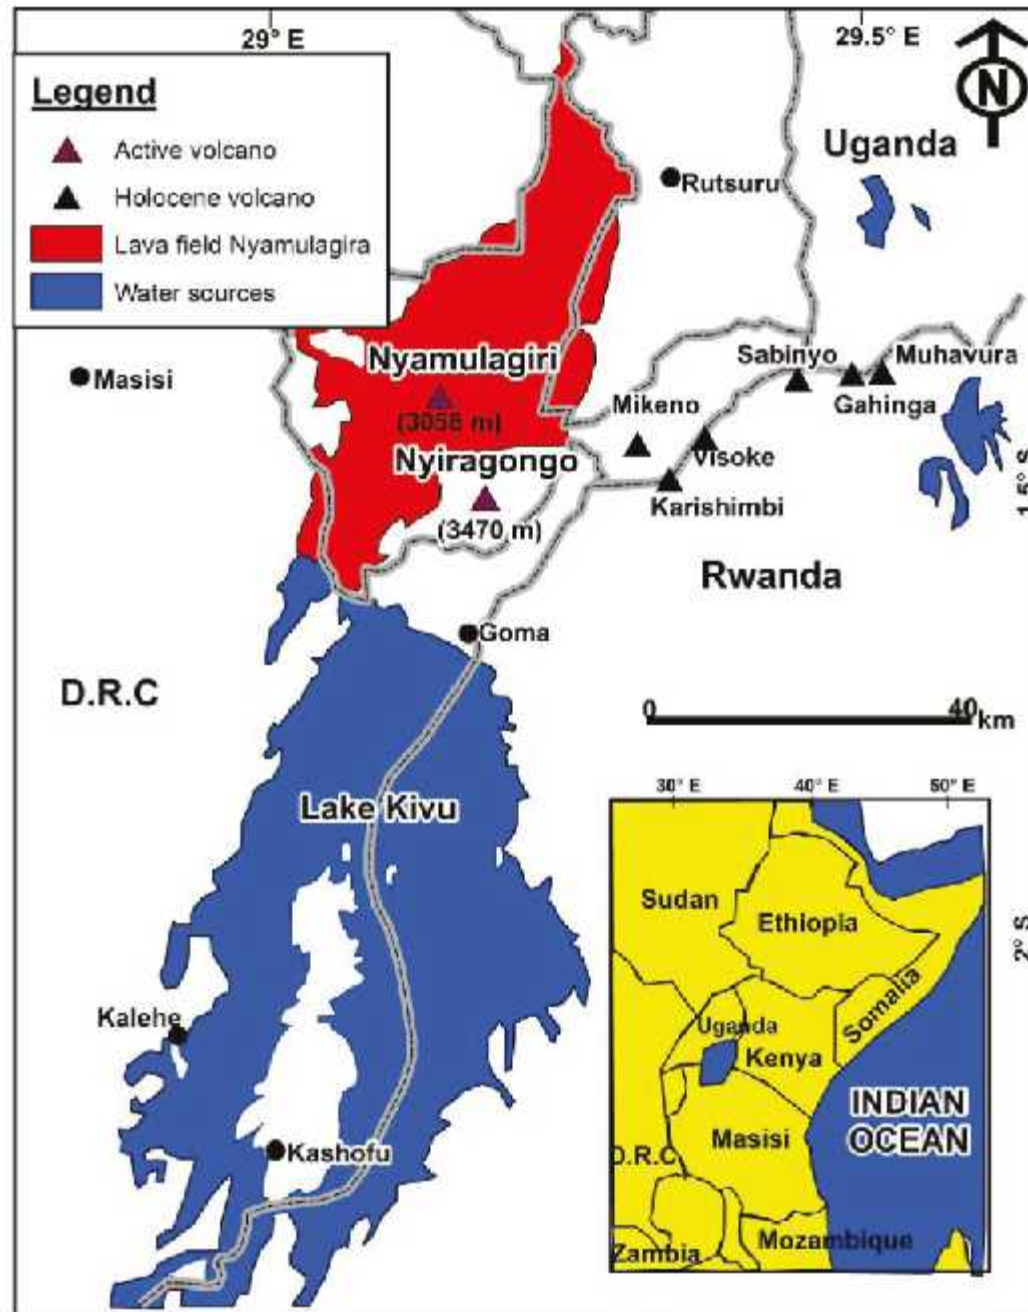 29° E
29.5° E
N
Legend
Active volcano
Holocene volcano
Lava field Nyamulagira
Water sources
Uganda
Rutsuru
Masisi
Nyamulagiri
(3058 m)
Nyiragongo
(3470 m)
Sabinyo
Muhavura
Mikeno
Gahinga
Visoke
Karishimbi
1.5° S
Rwanda
Goma
D.R.C
0
40
km
Lake Kivu
30° E
40° E
50° E
2° S
Sudan
Ethiopia
Somalia
Uganda
Kenya
Kalehe
INDIAN
OCEAN
Masisi
Kashofu
D.R.C
Mozambique
Zambia